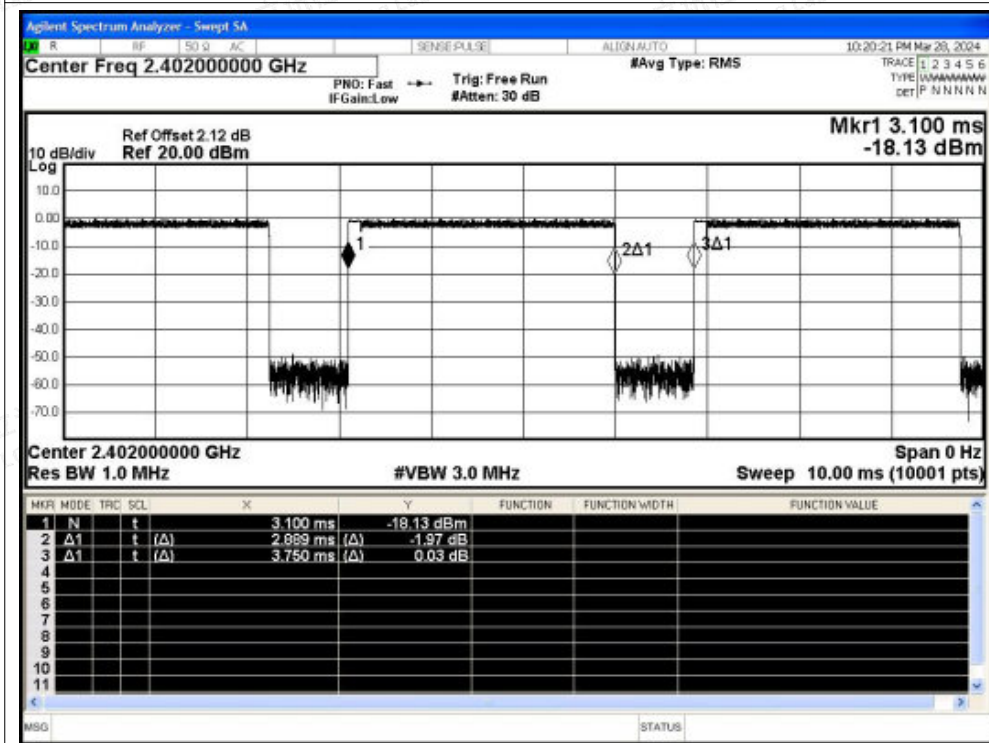 Agilent Spectrum Analyzer - Swept SA
R RF 50 Ω AC SENSE:PULSE ALIGN AUTO 10:20:21 PM Mar 28, 2024
Center Freq 2.402000000 GHz #Avg Type: RMS TRACE 1 2 3 4 5 6
PNO: Fast Trig: Free Run TYPE
IFGain:Low #Atten: 30 dB DET P N N N N N
Mkr1 3.100 ms
Ref Offset 2.12 dB
10 dB/div Ref 20.00 dBm -18.13 dBm
Log
10.0
0.00
-10.0 1 2Δ1 3Δ1
-20.0
-30.0
-40.0
-50.0
-60.0
-70.0
Center 2.402000000 GHz Span 0 Hz
Res BW 1.0 MHz #VBW 3.0 MHz Sweep 10.00 ms (10001 pts)
MKR MODE TRC SCL X Y FUNCTION FUNCTION WIDTH FUNCTION VALUE
1 N t 3.100 ms -18.13 dBm
2 Δ1 t (Δ) 2.889 ms (Δ) -1.97 dB
3 Δ1 t (Δ) 3.750 ms (Δ) 0.03 dB
4
5
6
7
8
9
10
11
MSG STATUS